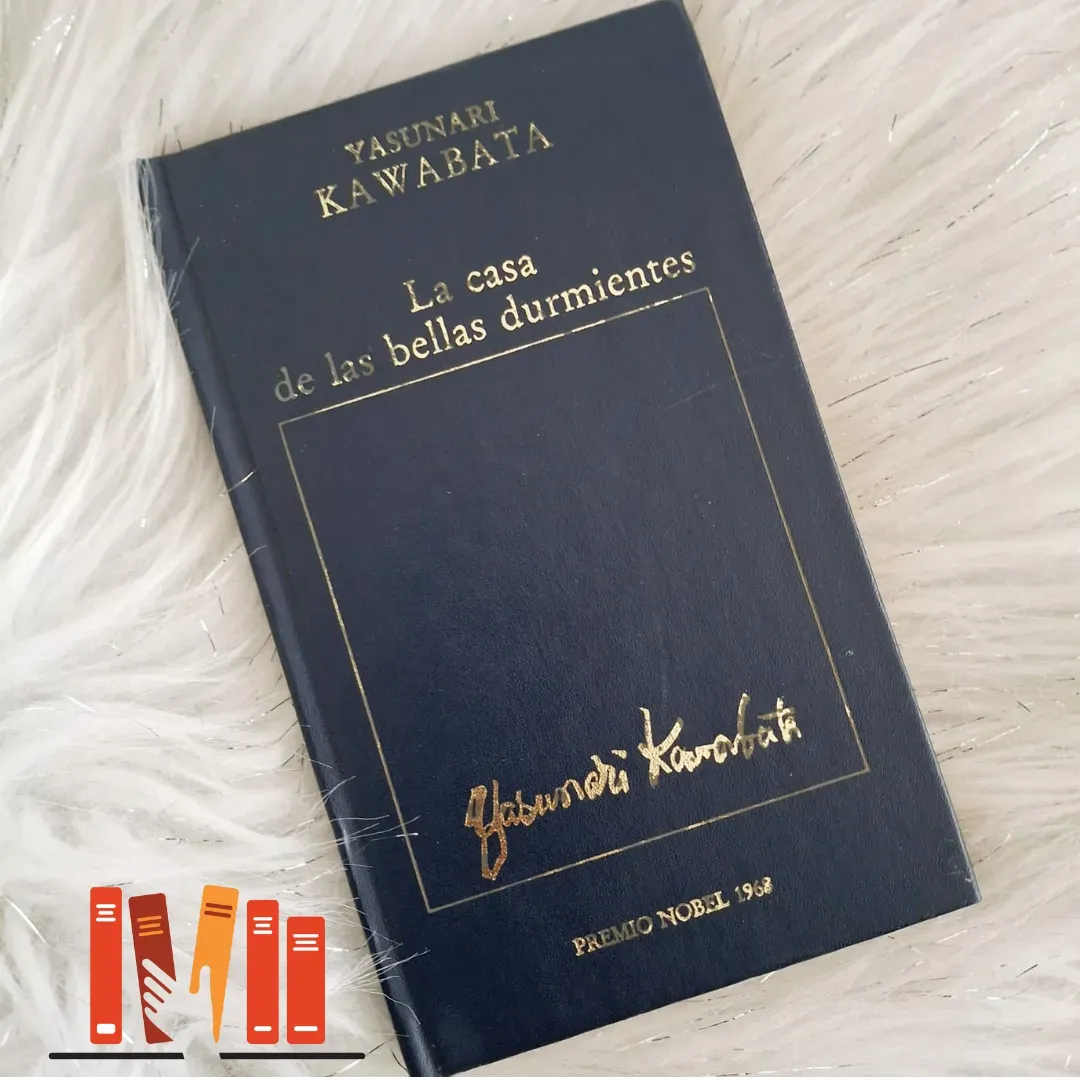 YASUNARI
KAWABATA
La casa
de las bellas durmientes
Yasunari Kawabata
PREMIO NOBEL 1968